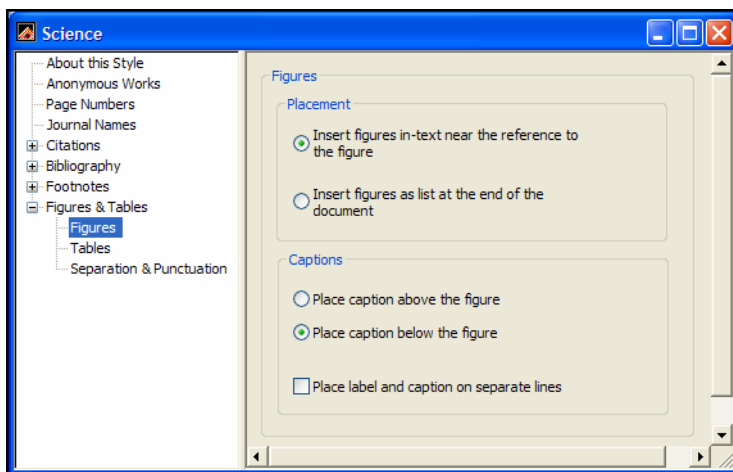 Science
About this Style
Anonymous Works
Page Numbers
Journal Names
Citations
Bibliography
Footnotes
Figures & Tables
Figures
Tables
Separation & Punctuation
Figures
Placement
Insert figures in-text near the reference to
the figure
Insert figures as list at the end of the
document
Captions
Place caption above the figure
Place caption below the figure
Place label and caption on separate lines